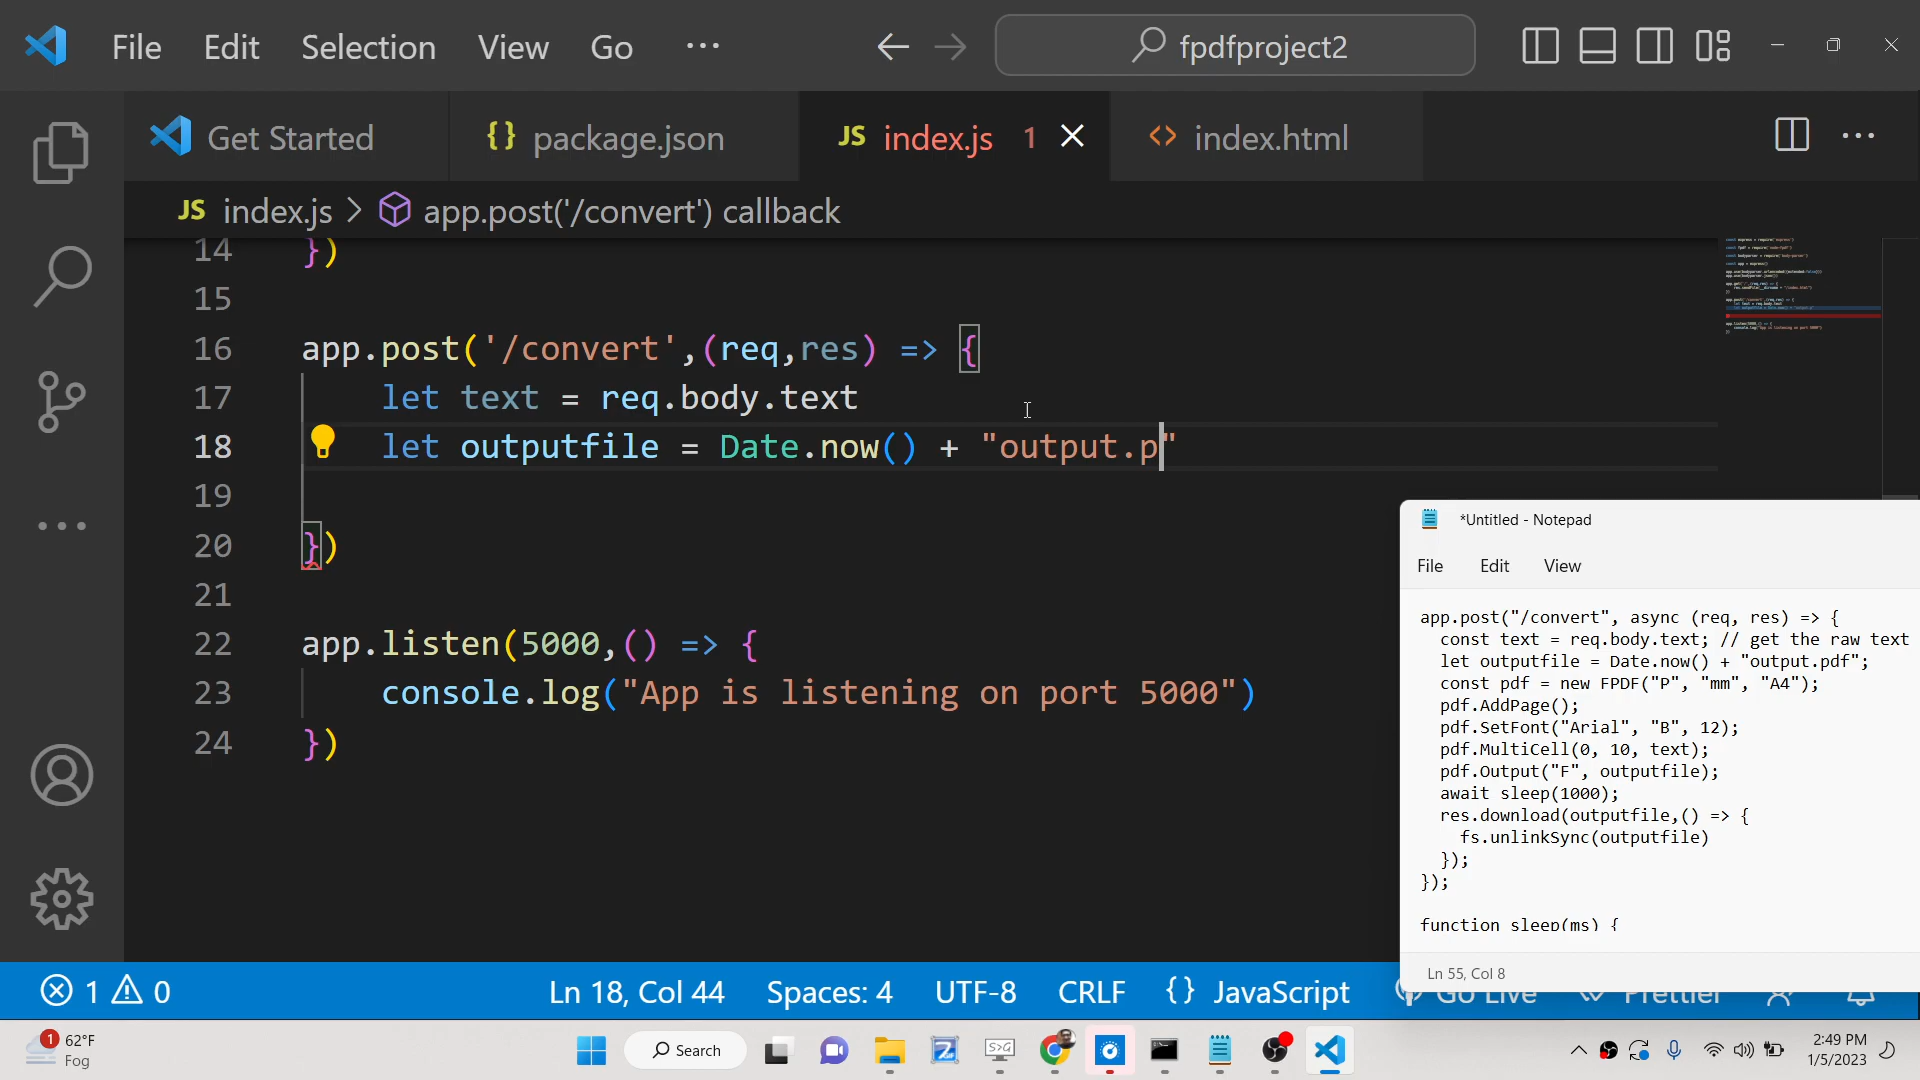 File Edit Selection View Go ··· fpdfproject2
Get Started {} package.json JS index.js 1 <> index.html
JS index.js > app.post('/convert') callback
14 })
15
16 app.post('/convert',(req,res) => {
17 let text = req.body.text
18 let outputfile = Date.now() + "output.p"
19
20 })
21
22 app.listen(5000,() => {
23 console.log("App is listening on port 5000")
24 })
*Untitled - Notepad
File Edit View
app.post("/convert", async (req, res) => {
const text = req.body.text; // get the raw text
let outputfile = Date.now() + "output.pdf";
const pdf = new FPDF("P", "mm", "A4");
pdf.AddPage();
pdf.SetFont("Arial", "B", 12);
pdf.MultiCell(0, 10, text);
pdf.Output("F", outputfile);
await sleep(1000);
res.download(outputfile,() => {
fs.unlinkSync(outputfile)
});
});
function sleep(ms) {
Ln 55, Col 8
1 0 Ln 18, Col 44 Spaces: 4 UTF-8 CRLF {} JavaScript Go Live Prettier
1 62°F
Fog
Search
2:49 PM
1/5/2023